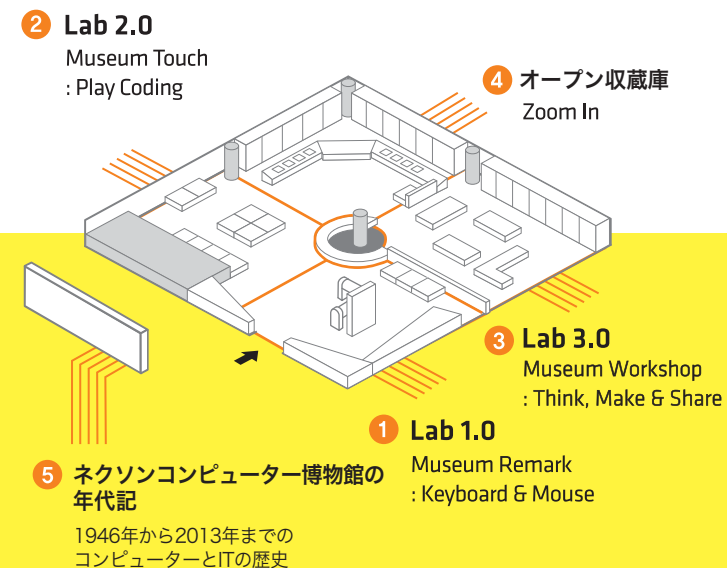 2 Lab 2.0
Museum Touch
: Play Coding
4 オープン収蔵庫
Zoom In
3 Lab 3.0
Museum Workshop
: Think, Make & Share
1 Lab 1.0
Museum Remark
: Keyboard & Mouse
5 ネクソンコンピューター博物館の
年代記
1946年から2013年までの
コンピューターとITの歴史